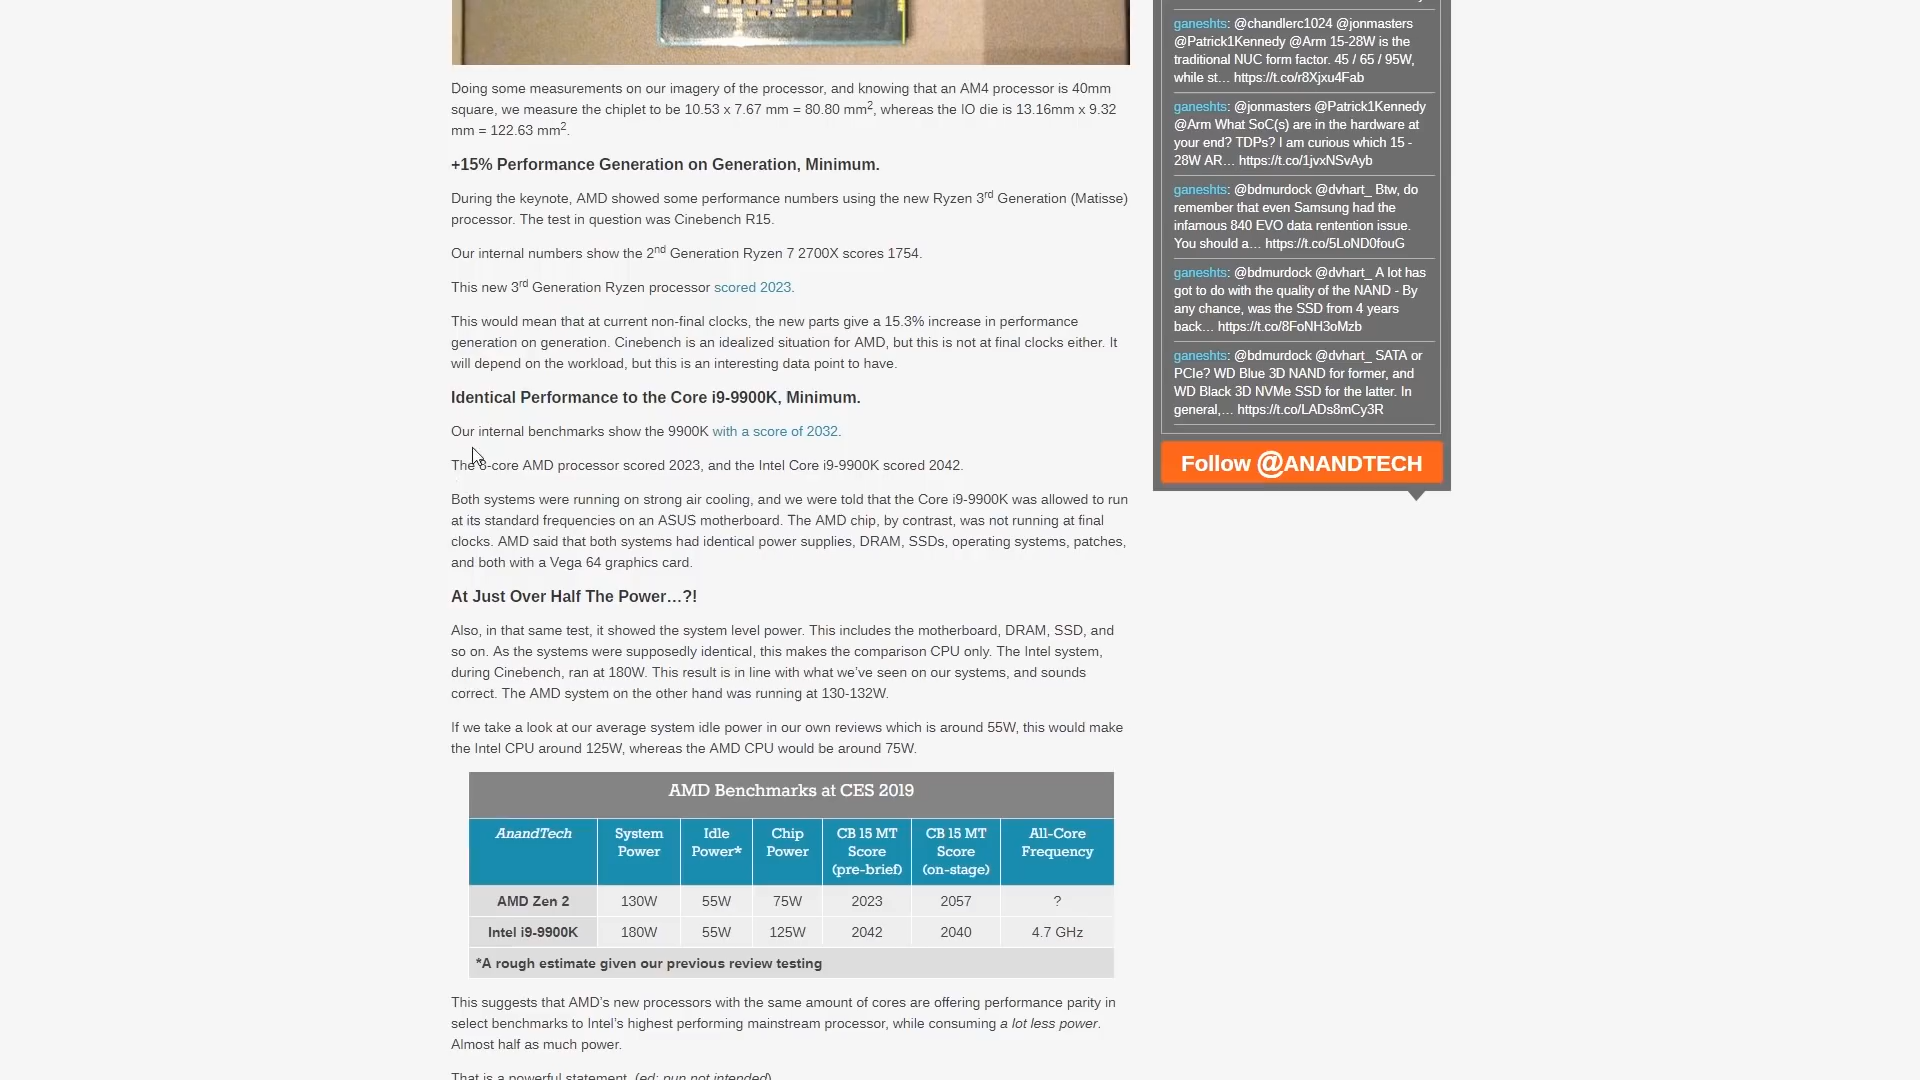 Doing some measurements on our imagery of the processor, and knowing that an AM4 processor is 40mm
square, we measure the chiplet to be 10.53 x 7.67 mm = 80.80 mm2, whereas the IO die is 13.16mm x 9.32
mm = 122.63 mm2.
+15% Performance Generation on Generation, Minimum.
During the keynote, AMD showed some performance numbers using the new Ryzen 3rd Generation (Matisse)
processor. The test in question was Cinebench R15.
Our internal numbers show the 2nd Generation Ryzen 7 2700X scores 1754.
This new 3rd Generation Ryzen processor scored 2023.
This would mean that at current non-final clocks, the new parts give a 15.3% increase in performance
generation on generation. Cinebench is an idealized situation for AMD, but this is not at final clocks either. It
will depend on the workload, but this is an interesting data point to have.
Identical Performance to the Core i9-9900K, Minimum.
Our internal benchmarks show the 9900K with a score of 2032.
The 8-core AMD processor scored 2023, and the Intel Core i9-9900K scored 2042.
Both systems were running on strong air cooling, and we were told that the Core i9-9900K was allowed to run
at its standard frequencies on an ASUS motherboard. The AMD chip, by contrast, was not running at final
clocks. AMD said that both systems had identical power supplies, DRAM, SSDs, operating systems, patches,
and both with a Vega 64 graphics card.
At Just Over Half The Power…?!
Also, in that same test, it showed the system level power. This includes the motherboard, DRAM, SSD, and
so on. As the systems were supposedly identical, this makes the comparison CPU only. The Intel system,
during Cinebench, ran at 180W. This result is in line with what we've seen on our systems, and sounds
correct. The AMD system on the other hand was running at 130-132W.
If we take a look at our average system idle power in our own reviews which is around 55W, this would make
the Intel CPU around 125W, whereas the AMD CPU would be around 75W.
AMD Benchmarks at CES 2019
AnandTech System Power Idle Power* Chip Power CB 15 MT Score (pre-brief) CB 15 MT Score (on-stage) All-Core Frequency
AMD Zen 2 130W 55W 75W 2023 2057 ?
Intel i9-9900K 180W 55W 125W 2042 2040 4.7 GHz
*A rough estimate given our previous review testing
This suggests that AMD's new processors with the same amount of cores are offering performance parity in
select benchmarks to Intel's highest performing mainstream processor, while consuming a lot less power.
Almost half as much power.
That is a powerful statement. (ed: pun not intended)
ganeshts: @chandlerc1024 @jonmasters
@Patrick1Kennedy @Arm 15-28W is the
traditional NUC form factor. 45 / 65 / 95W,
while st… https://t.co/r8Xjxu4Fab
ganeshts: @jonmasters @Patrick1Kennedy
@Arm What SoC(s) are in the hardware at
your end? TDPs? I am curious which 15 -
28W AR… https://t.co/1jvxNSvAyb
ganeshts: @bdmurdock @dvhart_ Btw, do
remember that even Samsung had the
infamous 840 EVO data rentention issue.
You should a… https://t.co/5LoND0fouG
ganeshts: @bdmurdock @dvhart_ A lot has
got to do with the quality of the NAND - By
any chance, was the SSD from 4 years
back… https://t.co/8FoNH3oMzb
ganeshts: @bdmurdock @dvhart_ SATA or
PCIe? WD Blue 3D NAND for former, and
WD Black 3D NVMe SSD for the latter. In
general,… https://t.co/LADs8mCy3R
Follow @ANANDTECH